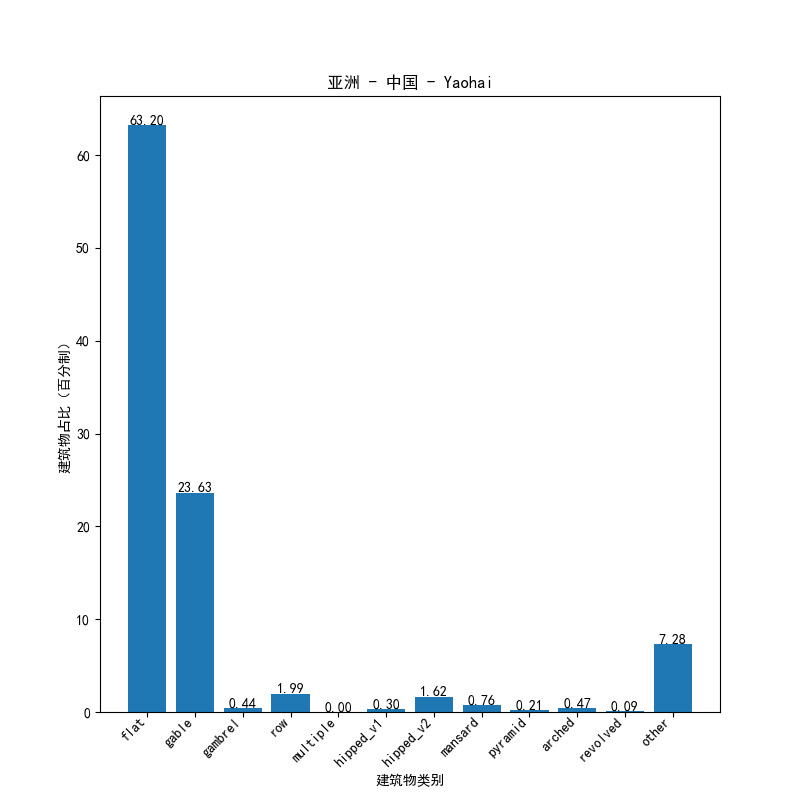 亚洲 - 中国 - Yaohai
建筑物占比（百分制）
60
50
40
30
20
10
0
63.20
23.63
0.44
1.99
0.00
0.30
1.62
0.76
0.21
0.47
0.09
7.28
flat
gable
gambrel
row
multiple
hipped_v1
hipped_v2
mansard
pyramid
arched
revolved
other
建筑物类别